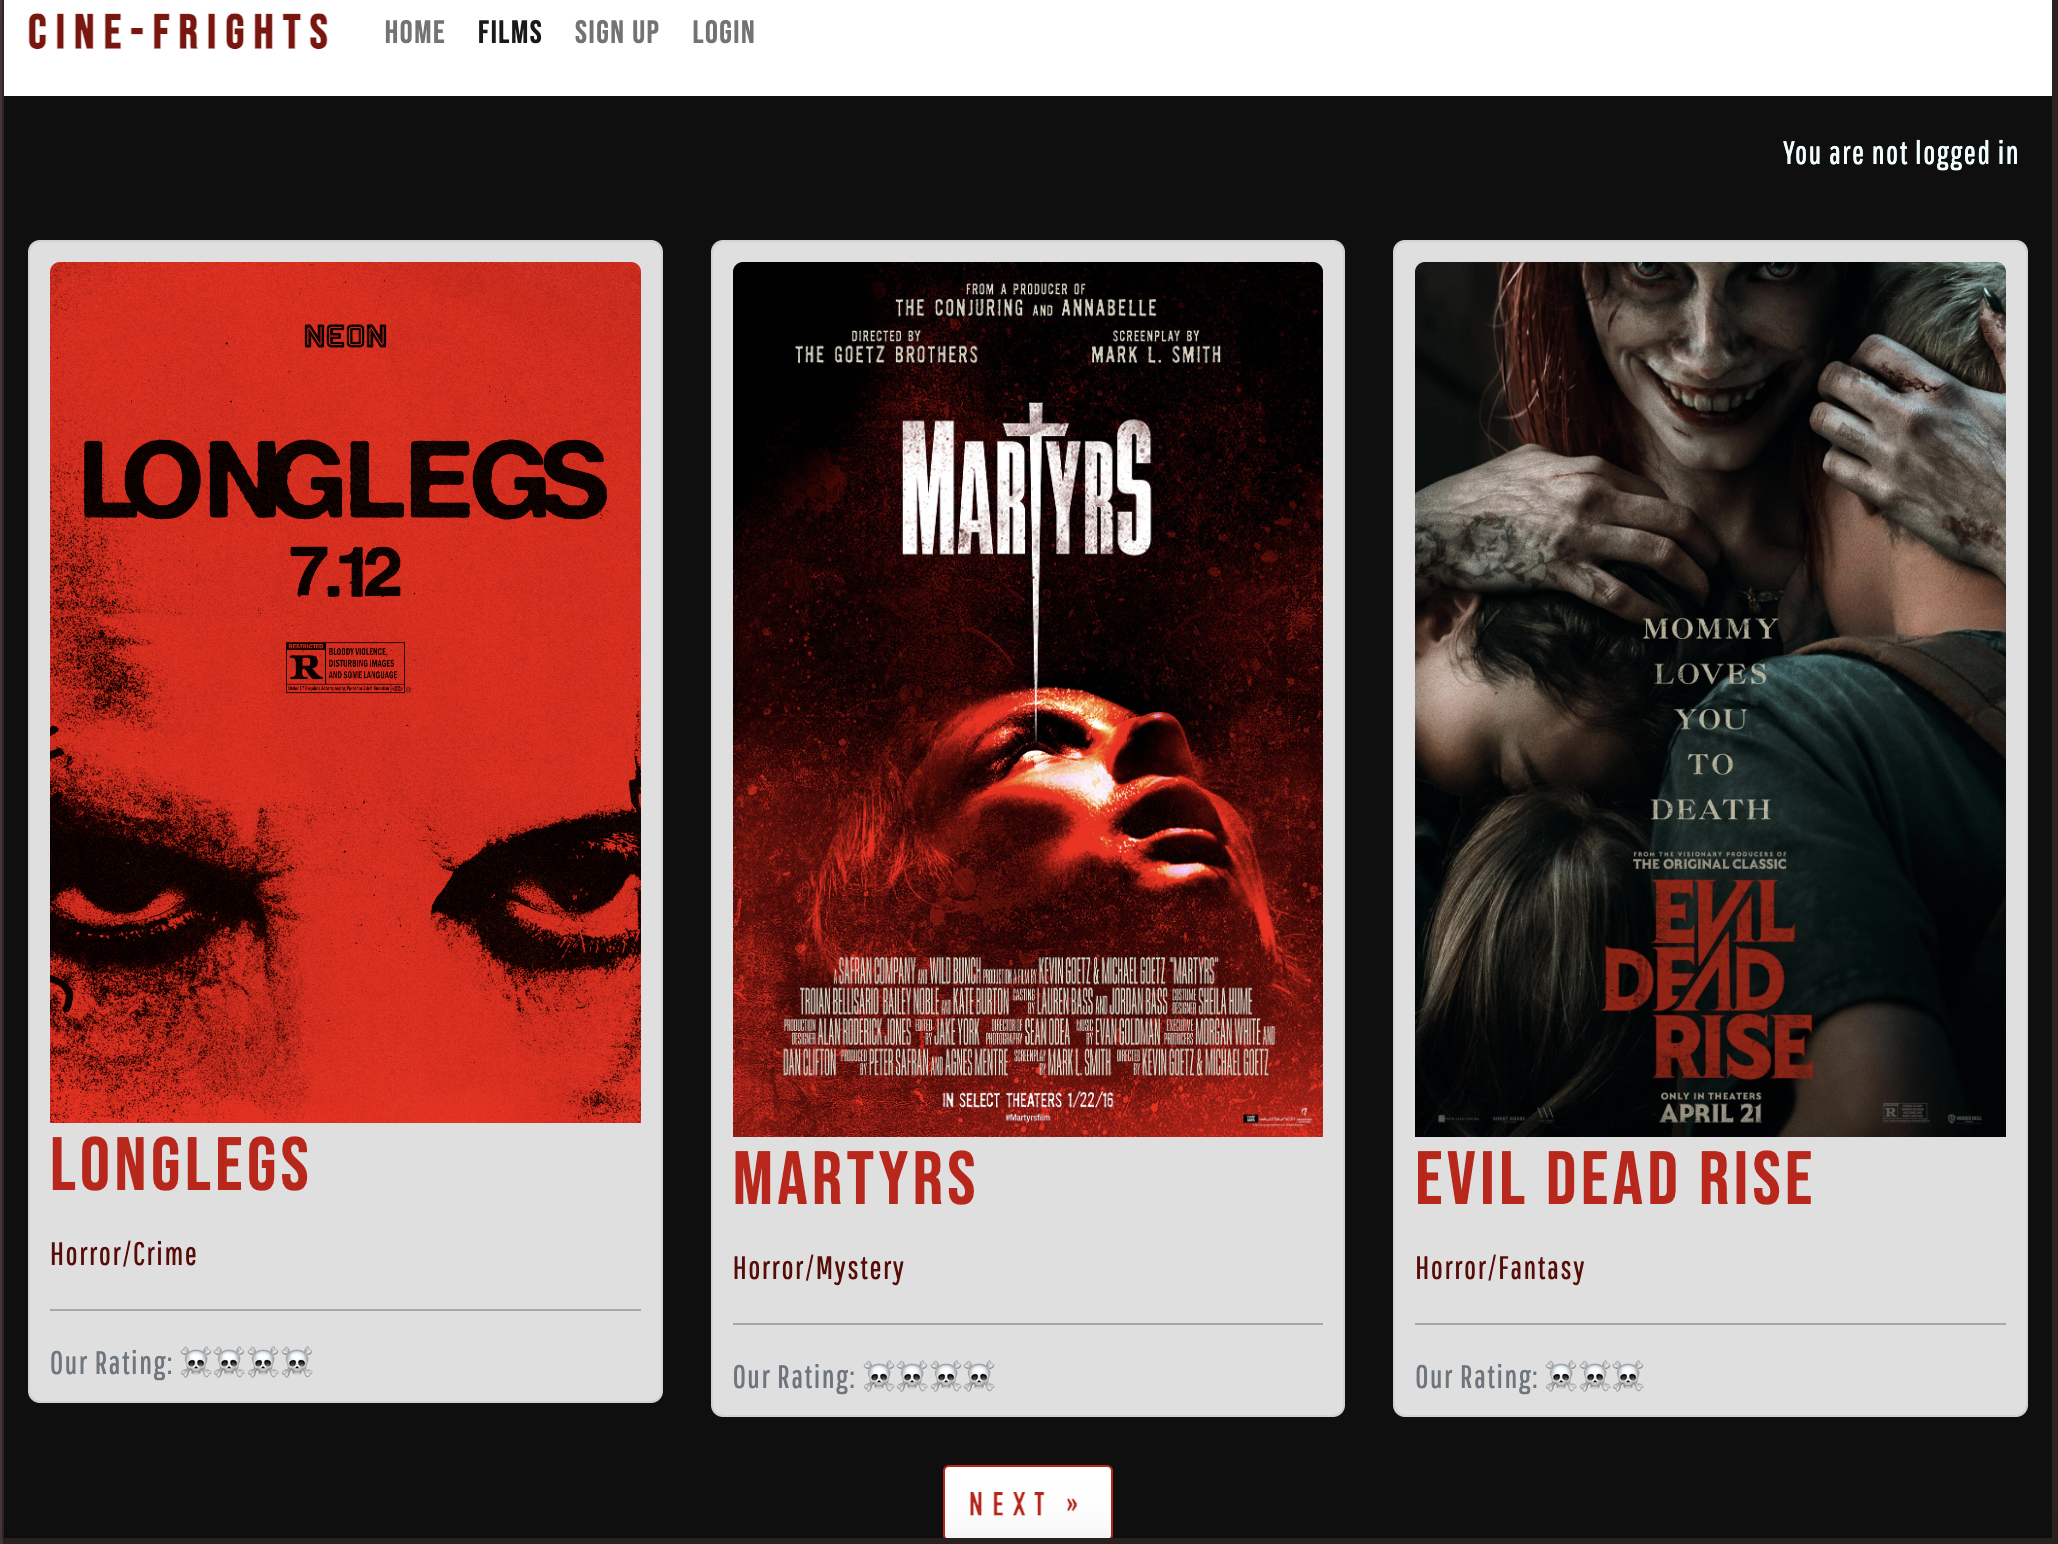 CINE-FRIGHTS HOME FILMS SIGN UP LOGIN
You are not logged in
NEON
LONGLEGS
7.12
RESTRICTED
R
BLOODY VIOLENCE,
DISTURBING IMAGES
AND SOME LANGUAGE
LONGLEGS
Horror/Crime
Our Rating: ☠☠☠☠
FROM A PRODUCER OF
THE CONJURING AND ANNABELLE
DIRECTED BY
THE GOETZ BROTHERS
SCREENPLAY BY
MARK L. SMITH
MARTYRS
A SAFRAN COMPANY AND WILD BUNCH PRODUCTION A FILM BY KEVIN GOETZ & MICHAEL GOETZ "MARTYRS"
TROIAN BELLISARIO BAILEY NOBLE AND KATE BURTON CASTING BY LAUREN BASS AND JORDAN BASS COSTUME DESIGNER SHEILA HUME
PRODUCTION DESIGNER ALAN RODERICK JONES EDITED BY JAKE YORK DIRECTOR OF PHOTOGRAPHY SEAN ODEA MUSIC BY EVAN GOLDMAN EXECUTIVE PRODUCERS MORGAN WHITE AND
DAN CLIFTON PRODUCED BY PETER SAFRAN AND AGNES MENTRE SCREENPLAY BY MARK L. SMITH DIRECTED BY KEVIN GOETZ & MICHAEL GOETZ
IN SELECT THEATERS 1/22/16
#Martyrsfilm
MARTYRS
Horror/Mystery
Our Rating: ☠☠☠☠
MOMMY
LOVES
YOU
TO
DEATH
FROM THE VISIONARY PRODUCERS OF
THE ORIGINAL CLASSIC
EVIL
DEAD
RISE
ONLY IN THEATERS
APRIL 21
R
EVIL DEAD RISE
Horror/Fantasy
Our Rating: ☠☠☠
NEXT »